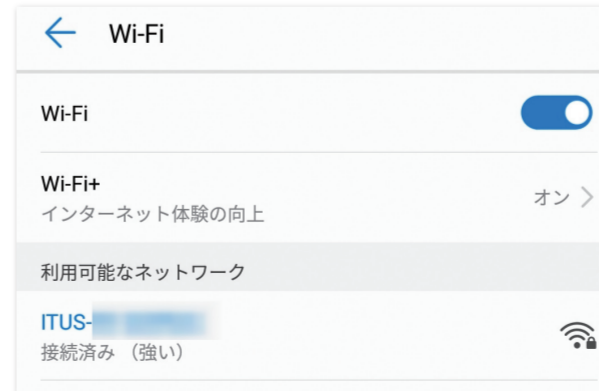 Wi-Fi
Wi-Fi
Wi-Fi+
インターネット体験の向上
オン
利用可能なネットワーク
ITUS-
接続済み （強い）